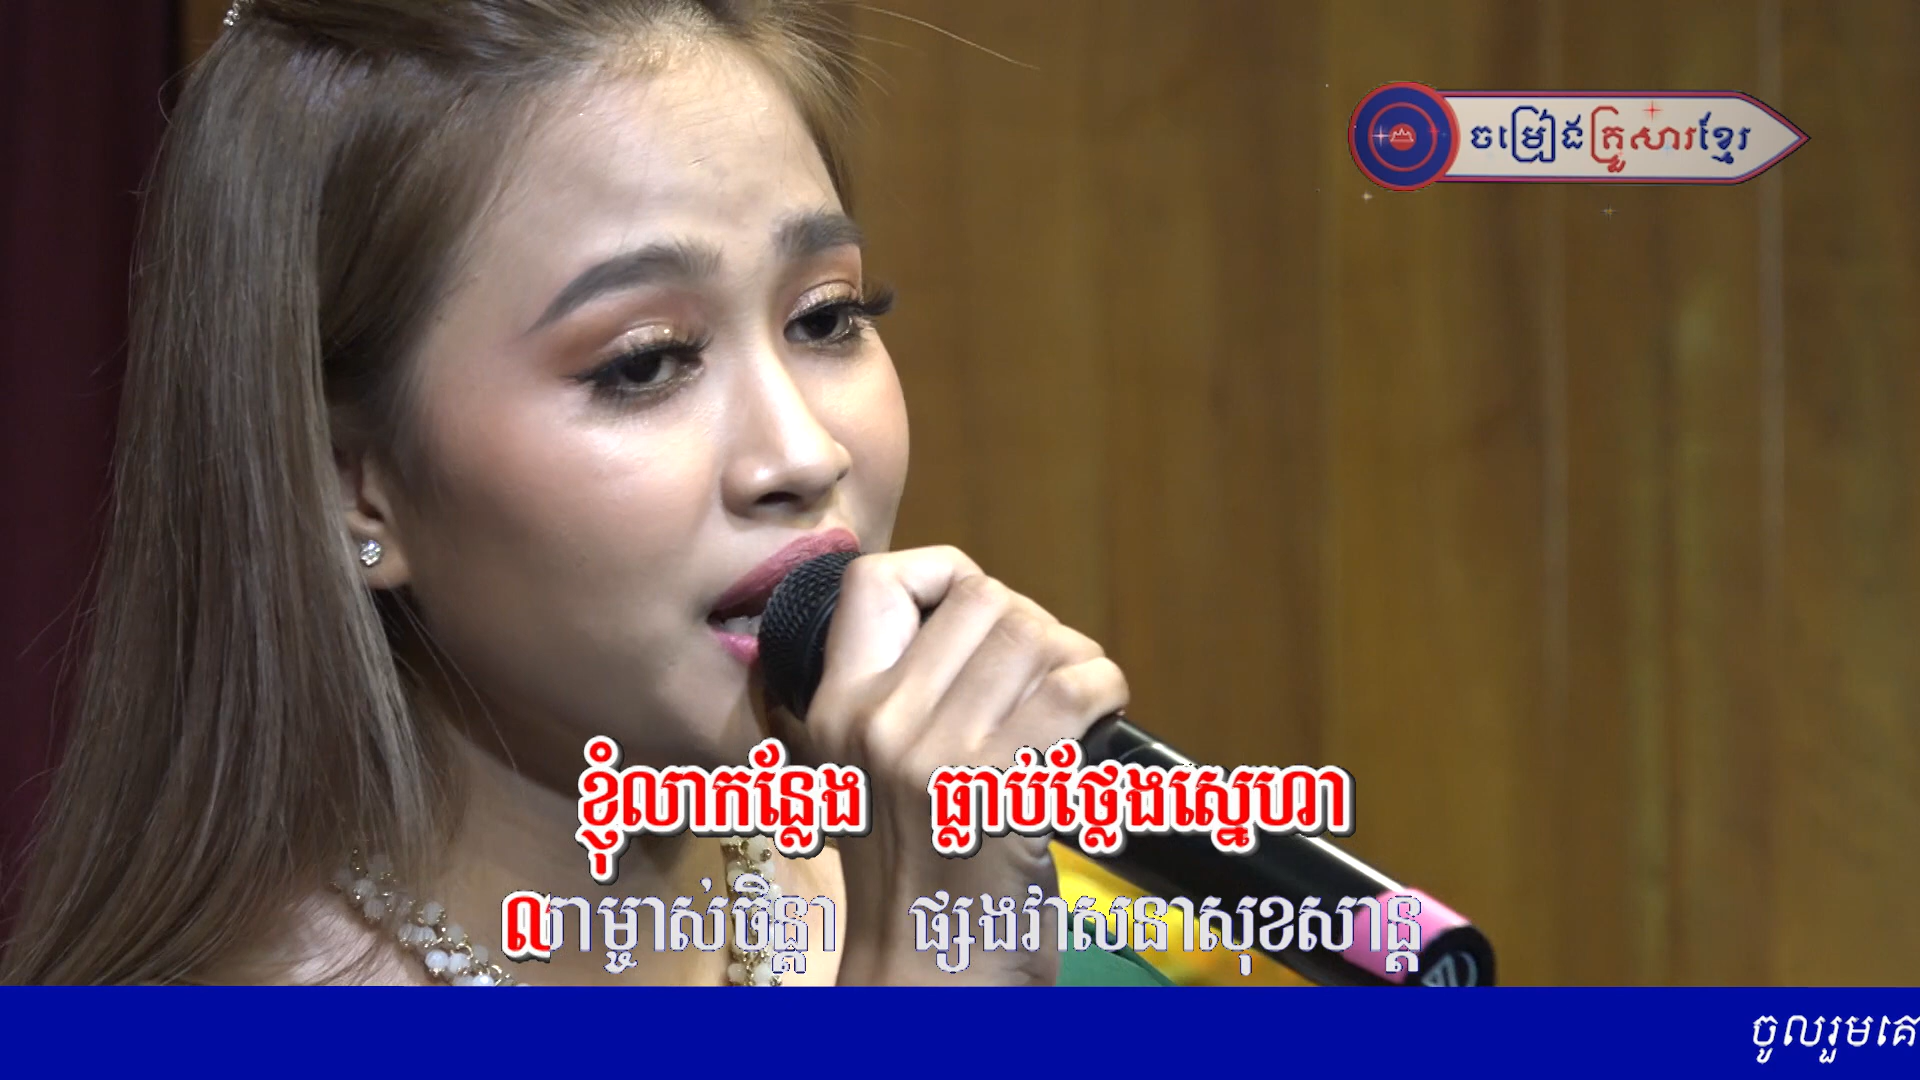 ចម្រៀងគ្រួសារខ្មែរ
ខ្ញុំលាកន្លែង ធ្លាប់ថ្លែងស្នេហា
លាម្ចាស់ចិន្តា ផ្សងវាសនាសុខសាន្ត
ចូលរួមគេ